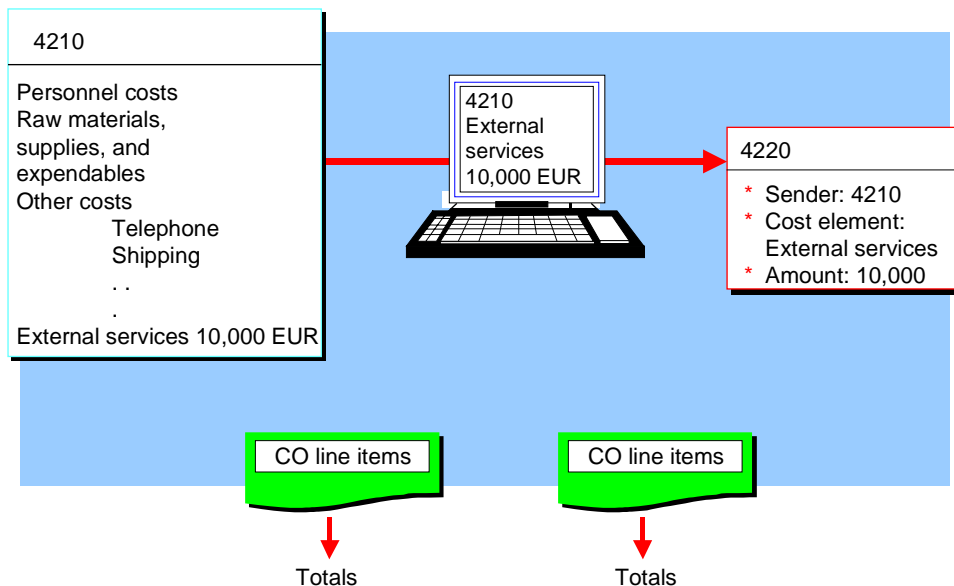 4210
Personnel costs
Raw materials,
supplies, and
expendables
Other costs
Telephone
Shipping
. .
.
External services 10,000 EUR
4210
External
services
10,000 EUR
4220
* Sender: 4210
* Cost element:
External services
* Amount: 10,000
CO line items
CO line items
Totals
Totals